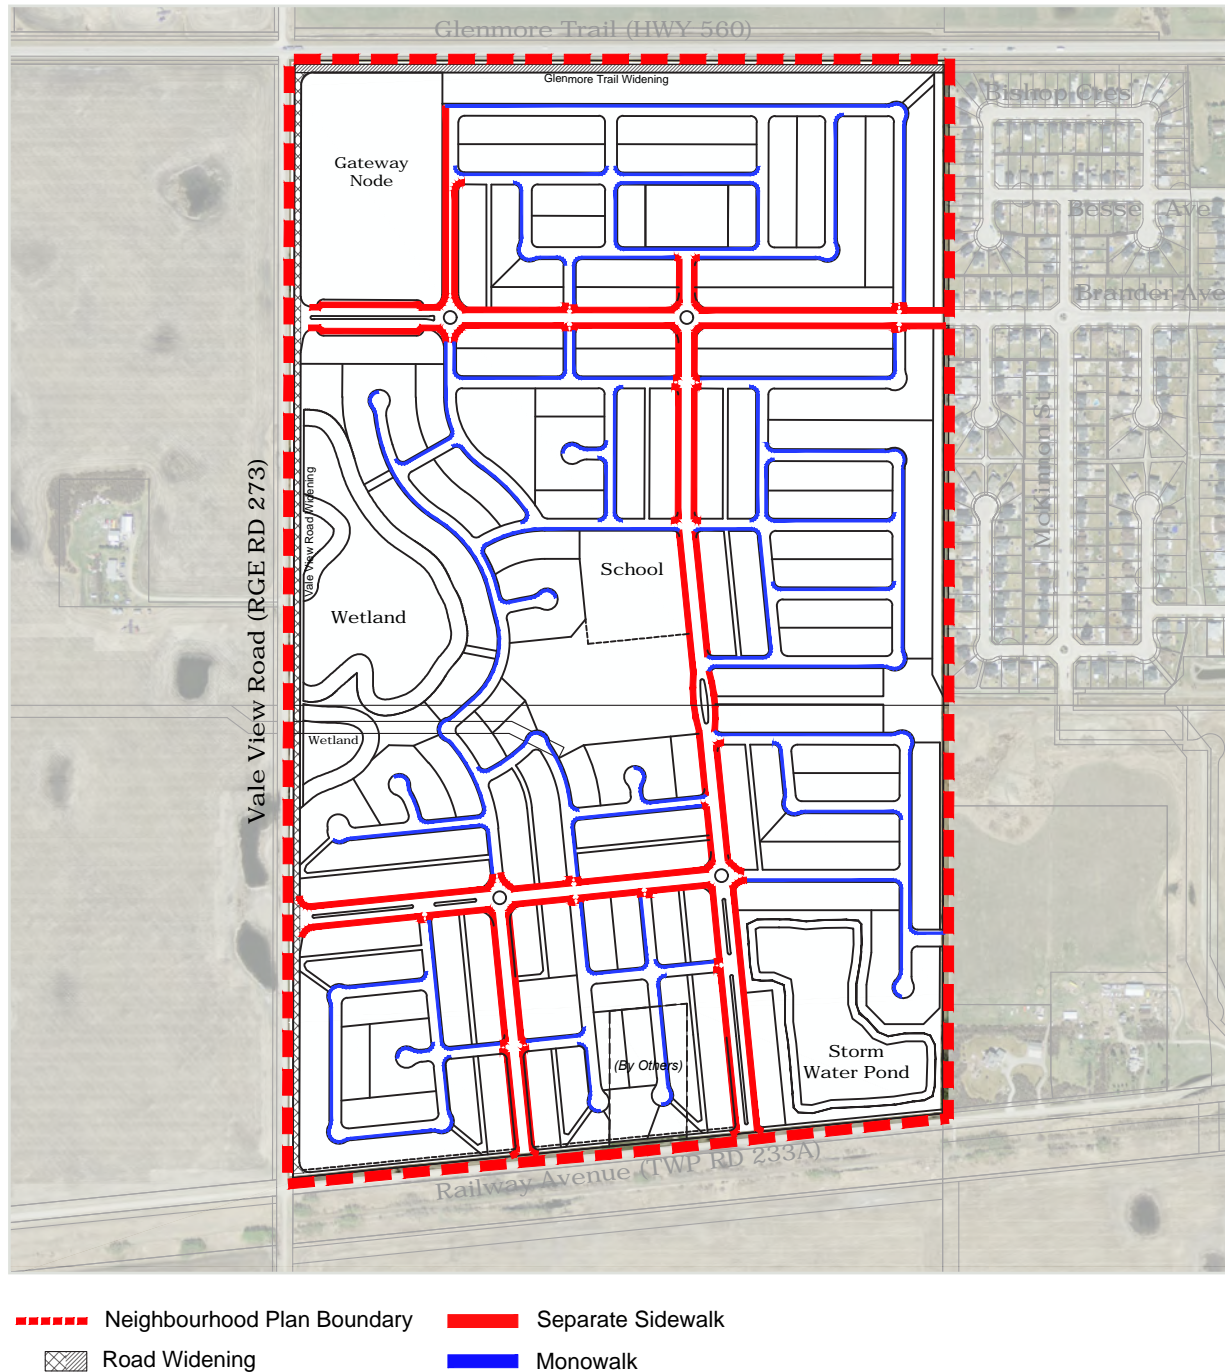 Glenmore Trail (HWY 560)
Glenmore Trail Widening
Bishop Cres
Gateway
Node
Besse Ave
Brander Ave
Vale View Road (RGE RD 273)
Vale View Road Widening
McKinnon St
School
Wetland
Wetland
(By Others)
Storm
Water Pond
Railway Avenue (TWP RD 233A)
Neighbourhood Plan Boundary
Separate Sidewalk
Road Widening
Monowalk